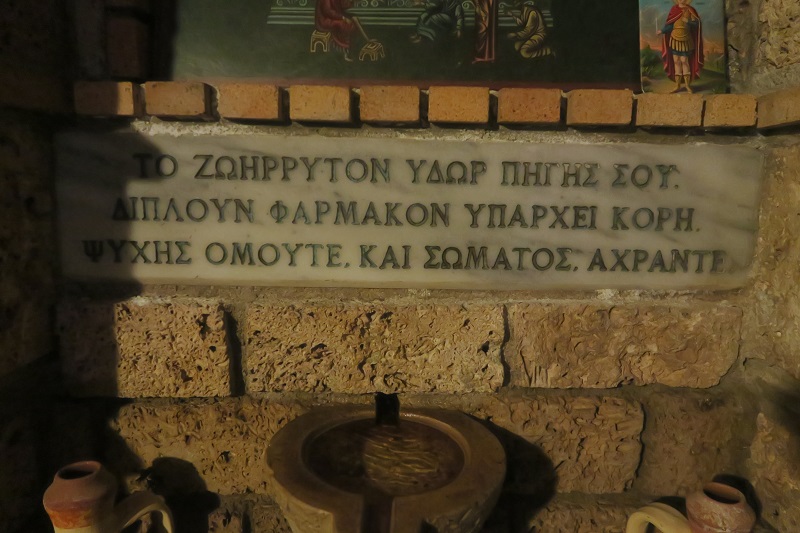 ΤΟ ΖΩΗΡΡΥΤΟΝ ΥΔΩΡ ΠΗΓΗΣ ΣΟΥ.
ΔΙΠΛΟΥΝ ΦΑΡΜΑΚΟΝ ΥΠΑΡΧΕΙ ΚΟΡΗ.
ΨΥΧΗΣ ΟΜΟΥΤΕ, ΚΑΙ ΣΩΜΑΤΟΣ, ΑΧΡΑΝΤΕ